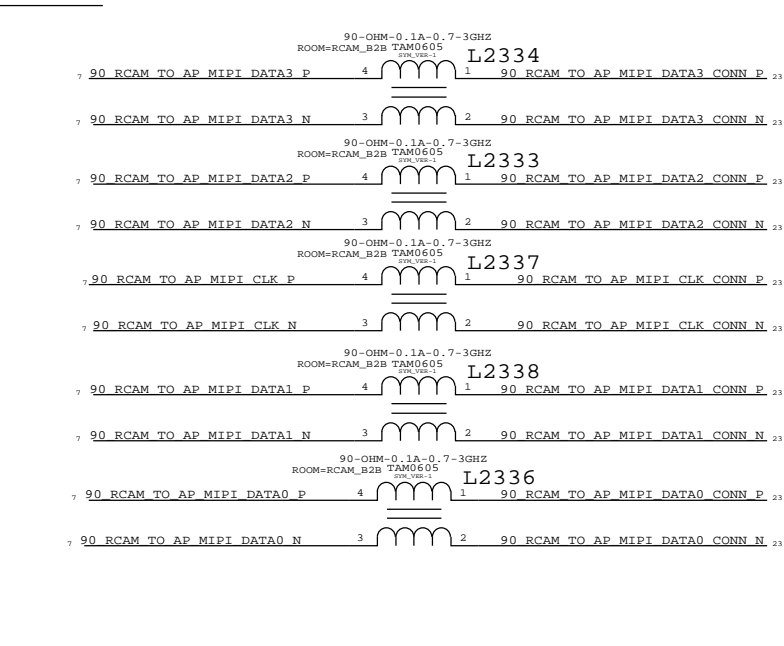 90-OHM-0.1A-0.7-3GHZ
ROOM=RCAM_B2B TAM0605
SYM_VER-1
L2334
7 90_RCAM_TO_AP_MIPI_DATA3_P 4 1 90_RCAM_TO_AP_MIPI_DATA3_CONN_P 23
7 90_RCAM_TO_AP_MIPI_DATA3_N 3 2 90_RCAM_TO_AP_MIPI_DATA3_CONN_N 23
90-OHM-0.1A-0.7-3GHZ
ROOM=RCAM_B2B TAM0605
SYM_VER-1
L2333
7 90_RCAM_TO_AP_MIPI_DATA2_P 4 1 90_RCAM_TO_AP_MIPI_DATA2_CONN_P 23
7 90_RCAM_TO_AP_MIPI_DATA2_N 3 2 90_RCAM_TO_AP_MIPI_DATA2_CONN_N 23
90-OHM-0.1A-0.7-3GHZ
ROOM=RCAM_B2B TAM0605
SYM_VER-1
L2337
7 90_RCAM_TO_AP_MIPI_CLK_P 4 1 90_RCAM_TO_AP_MIPI_CLK_CONN_P 23
7 90_RCAM_TO_AP_MIPI_CLK_N 3 2 90_RCAM_TO_AP_MIPI_CLK_CONN_N 23
90-OHM-0.1A-0.7-3GHZ
ROOM=RCAM_B2B TAM0605
SYM_VER-1
L2338
7 90_RCAM_TO_AP_MIPI_DATA1_P 4 1 90_RCAM_TO_AP_MIPI_DATA1_CONN_P 23
7 90_RCAM_TO_AP_MIPI_DATA1_N 3 2 90_RCAM_TO_AP_MIPI_DATA1_CONN_N 23
90-OHM-0.1A-0.7-3GHZ
ROOM=RCAM_B2B TAM0605
SYM_VER-1
L2336
7 90_RCAM_TO_AP_MIPI_DATA0_P 4 1 90_RCAM_TO_AP_MIPI_DATA0_CONN_P 23
7 90_RCAM_TO_AP_MIPI_DATA0_N 3 2 90_RCAM_TO_AP_MIPI_DATA0_CONN_N 23